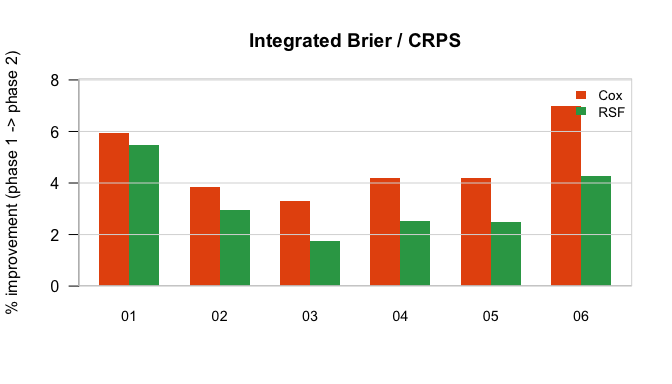 Integrated Brier / CRPS
% improvement (phase 1 -> phase 2)
8
6
4
2
0
Cox
RSF
01 02 03 04 05 06